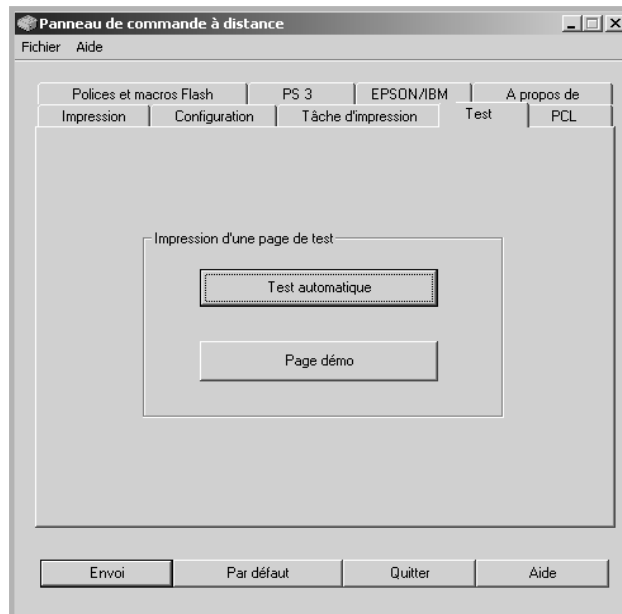 Panneau de commande à distance
Fichier Aide
Polices et macros Flash PS 3 EPSON/IBM A propos de
Impression Configuration Tâche d'impression Test PCL
Impression d'une page de test
Test automatique
Page démo
Envoi Par défaut Quitter Aide